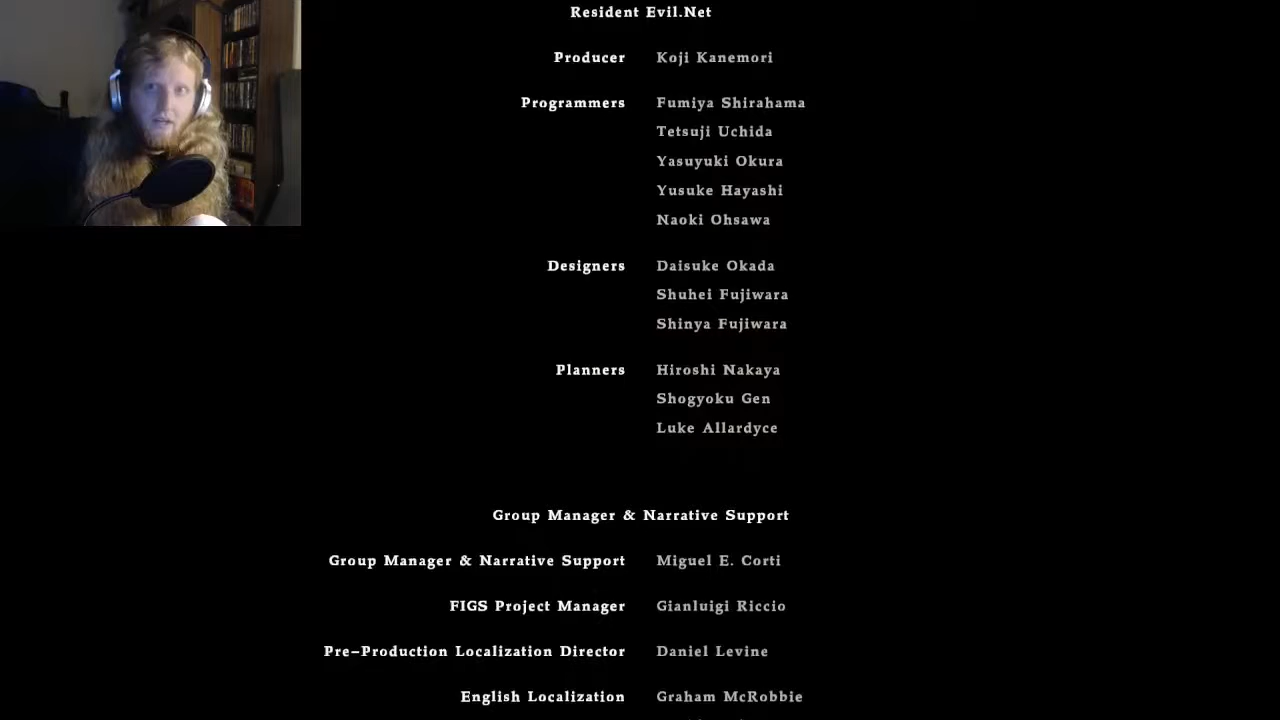 Resident Evil.Net
Producer Koji Kanemori
Programmers Fumiya Shirahama
Tetsuji Uchida
Yasuyuki Okura
Yusuke Hayashi
Naoki Ohsawa
Designers Daisuke Okada
Shuhei Fujiwara
Shinya Fujiwara
Planners Hiroshi Nakaya
Shogyoku Gen
Luke Allardyce
Group Manager & Narrative Support
Group Manager & Narrative Support Miguel E. Corti
FIGS Project Manager Gianluigi Riccio
Pre-Production Localization Director Daniel Levine
English Localization Graham McRobbie